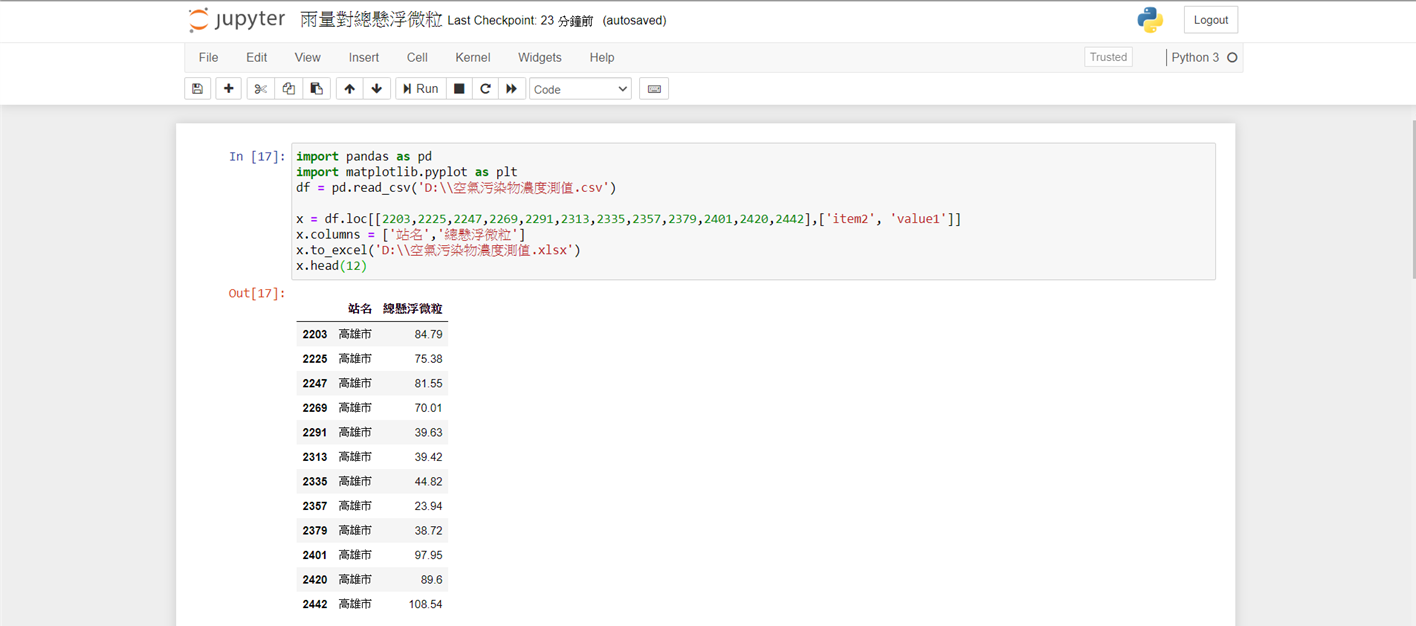 jupyter 雨量對總懸浮微粒 Last Checkpoint: 23 分鐘前 (autosaved) Logout
File Edit View Insert Cell Kernel Widgets Help Trusted Python 3
Run Code
In [17]: import pandas as pd
import matplotlib.pyplot as plt
df = pd.read_csv('D:\\空氣污染物濃度測值.csv')
x = df.loc[[2203,2225,2247,2269,2291,2313,2335,2357,2379,2401,2420,2442],['item2', 'value1']]
x.columns = ['站名','總懸浮微粒']
x.to_excel('D:\\空氣污染物濃度測值.xlsx')
x.head(12)
Out[17]:
站名 總懸浮微粒
2203 高雄市 84.79
2225 高雄市 75.38
2247 高雄市 81.55
2269 高雄市 70.01
2291 高雄市 39.63
2313 高雄市 39.42
2335 高雄市 44.82
2357 高雄市 23.94
2379 高雄市 38.72
2401 高雄市 97.95
2420 高雄市 89.6
2442 高雄市 108.54